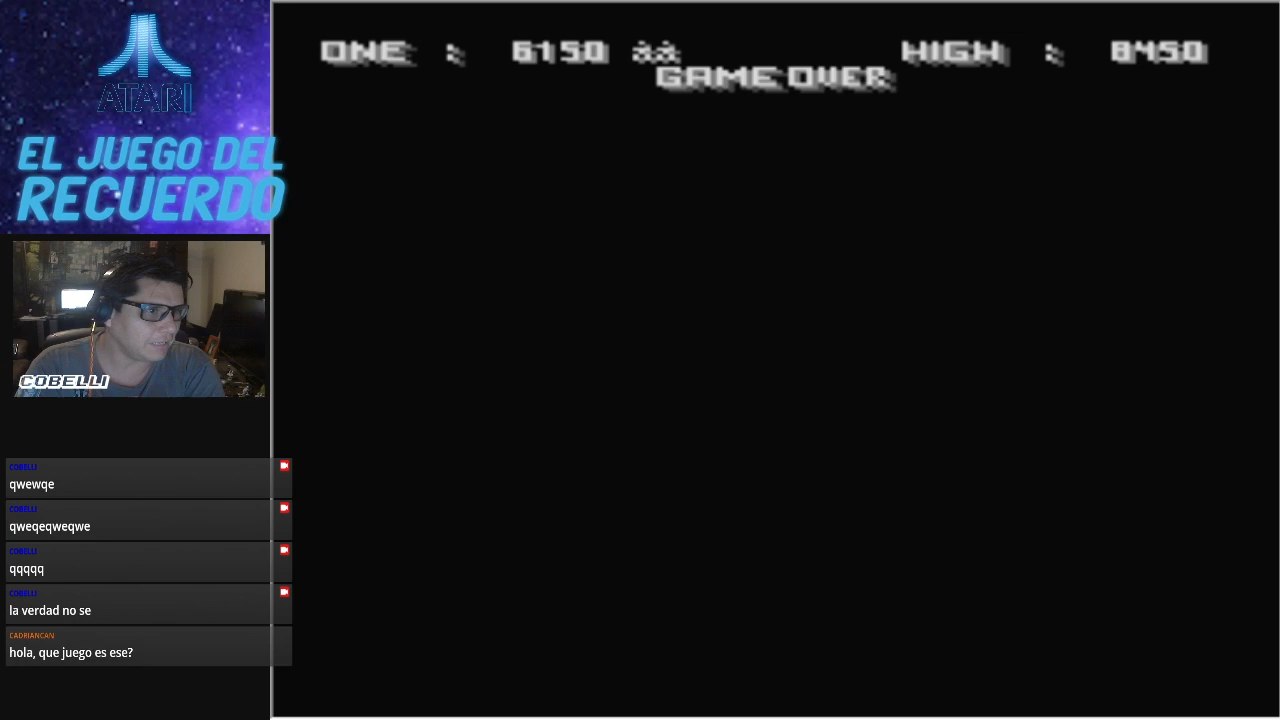 ATARI
EL JUEGO DEL
RECUERDO
ONE : 6150
HIGH : 8450
GAME OVER
COBELLI
COBELLI
qwewqe
COBELLI
qweqeqweqwe
COBELLI
qqqqq
COBELLI
la verdad no se
CADRIANCAN
hola, que juego es ese?